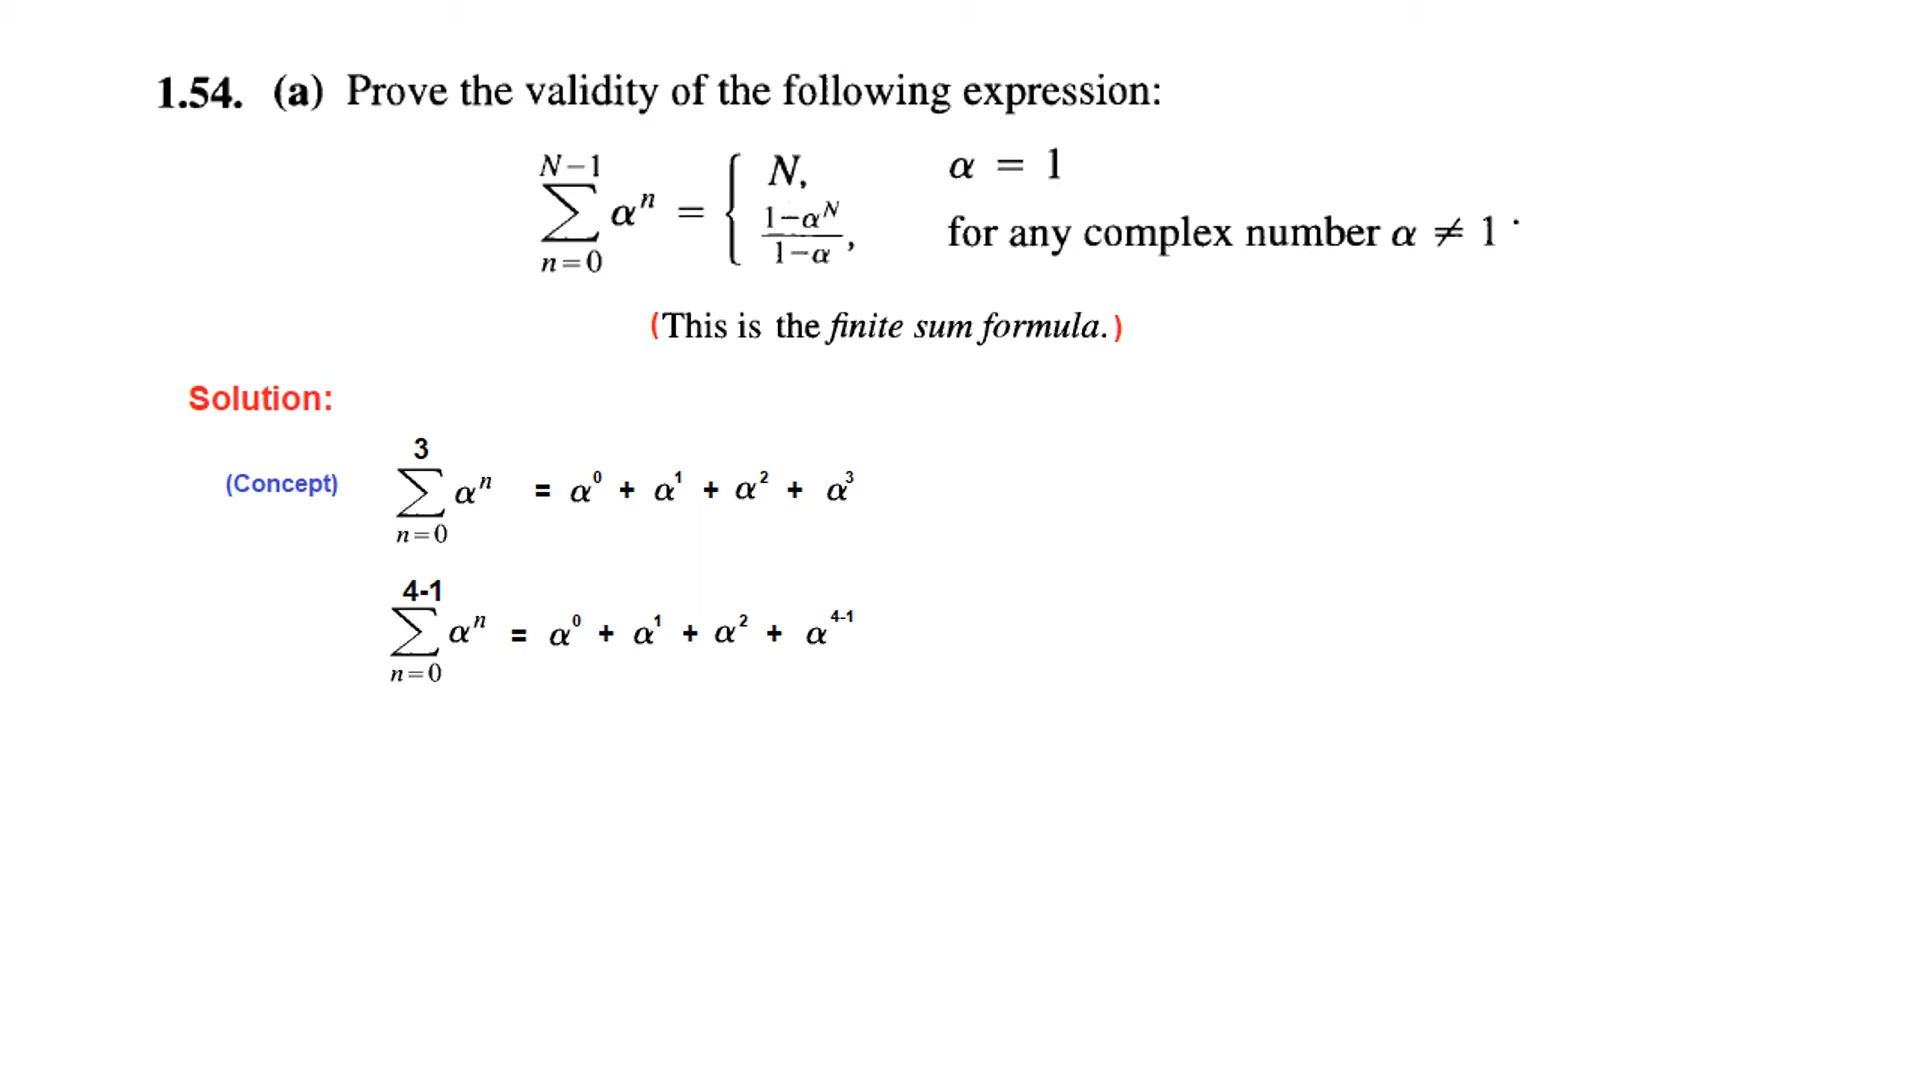 1.54. (a) Prove the validity of the following expression:
N−1
∑ αⁿ = { N, α = 1
n=0
1−α^N / 1−α, for any complex number α ≠ 1.
(This is the finite sum formula.)
Solution:
(Concept)
3
∑ αⁿ = α⁰ + α¹ + α² + α³
n=0
4-1
∑ αⁿ = α⁰ + α¹ + α² + α⁴⁻¹
n=0